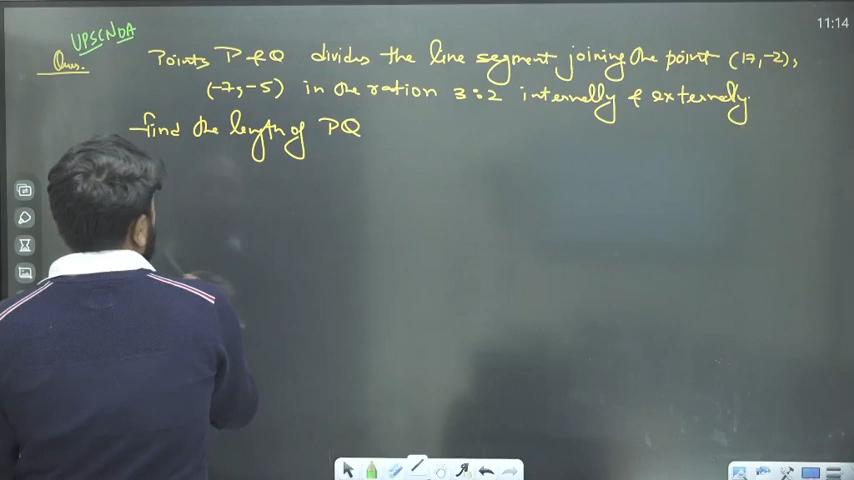 11:14
UPSC NDA
Ques. Points P & Q divides the line segment joining the point (17, -2),
(-7, -5) in the ration 3:2 internally & externally.
find the length of PQ